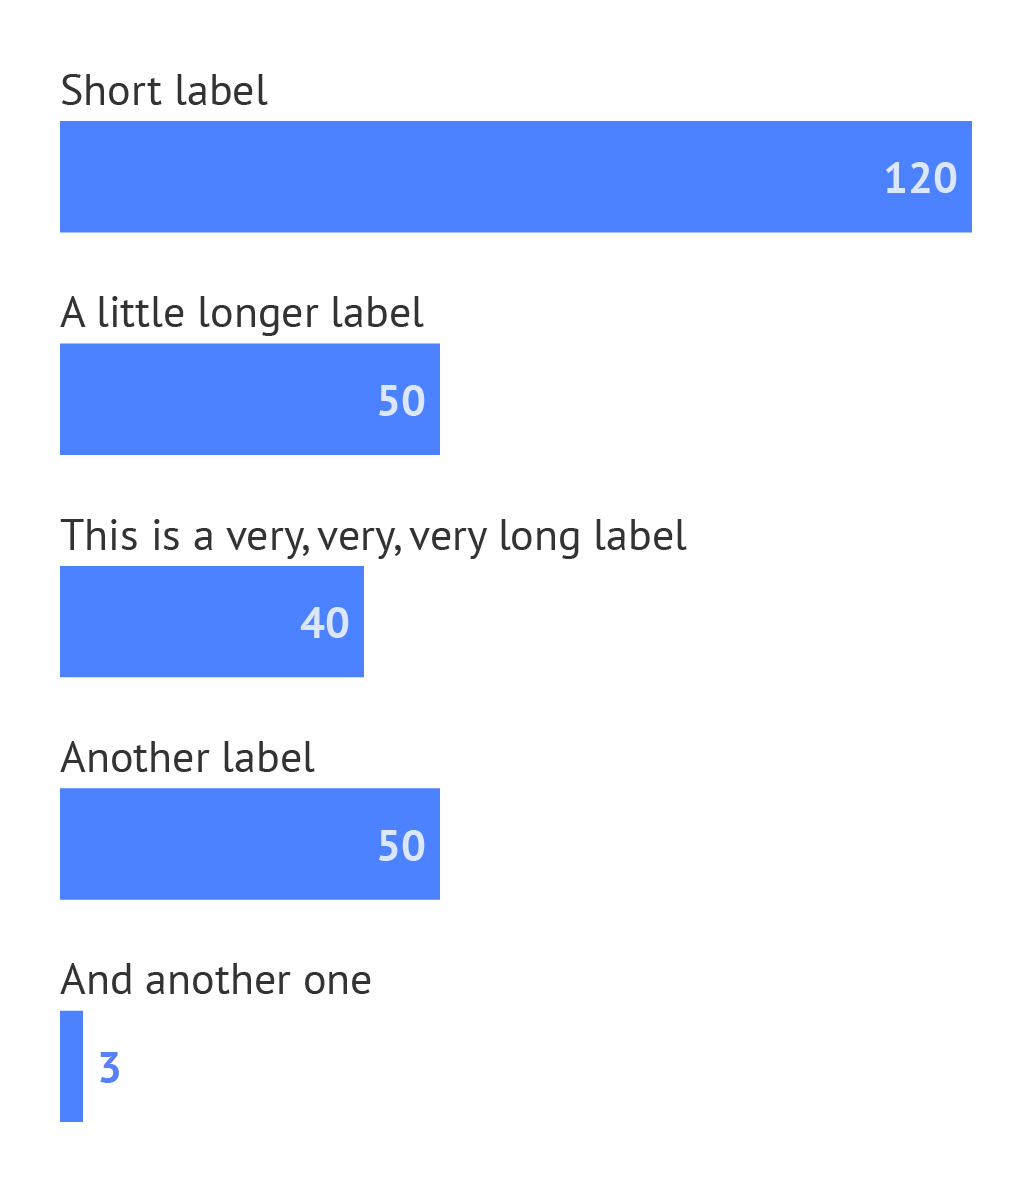 Short label
120
A little longer label
50
This is a very, very, very long label
40
Another label
50
And another one
3